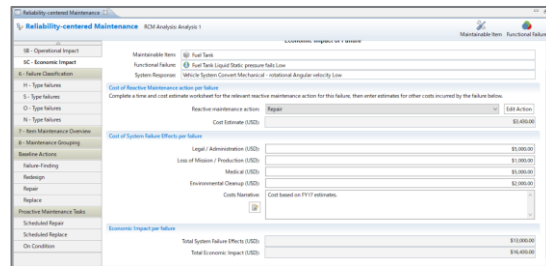 Reliability-centered Maintenance
Reliability-centered Maintenance RCM Analysis: Analysis 1
Maintainable Item Functional Failure
5B - Operational Impact
5C - Economic Impact
6 - Failure Classification
H - Type failures
S - Type failures
O - Type failures
N - Type failures
7 - Item Maintenance Overview
8 - Maintenance Grouping
Baseline Actions
Failure-Finding
Redesign
Repair
Replace
Proactive Maintenance Tasks
Scheduled Repair
Scheduled Replace
On Condition
Economic Impact of Failure
Maintainable Item: Fuel Tank
Functional Failure: Fuel Tank Liquid Static pressure fails Low
System Response: Vehicle System Convert Mechanical - rotational Angular velocity Low
Cost of Reactive Maintenance action per failure
Complete a time and cost estimate worksheet for the relevant reactive maintenance action for this failure, then enter estimates for other costs incurred by the failure below.
Reactive maintenance action: Repair Edit Action
Cost Estimate (USD): $3,430.00
Cost of System Failure Effects per failure
Legal / Administration (USD): $5,000.00
Loss of Mission / Production (USD): $1,000.00
Medical (USD): $5,000.00
Environmental Cleanup (USD): $2,000.00
Costs Narrative: Cost based on FY17 estimates.
Economic Impact per failure
Total System Failure Effects (USD): $13,000.00
Total Economic Impact (USD): $16,430.00